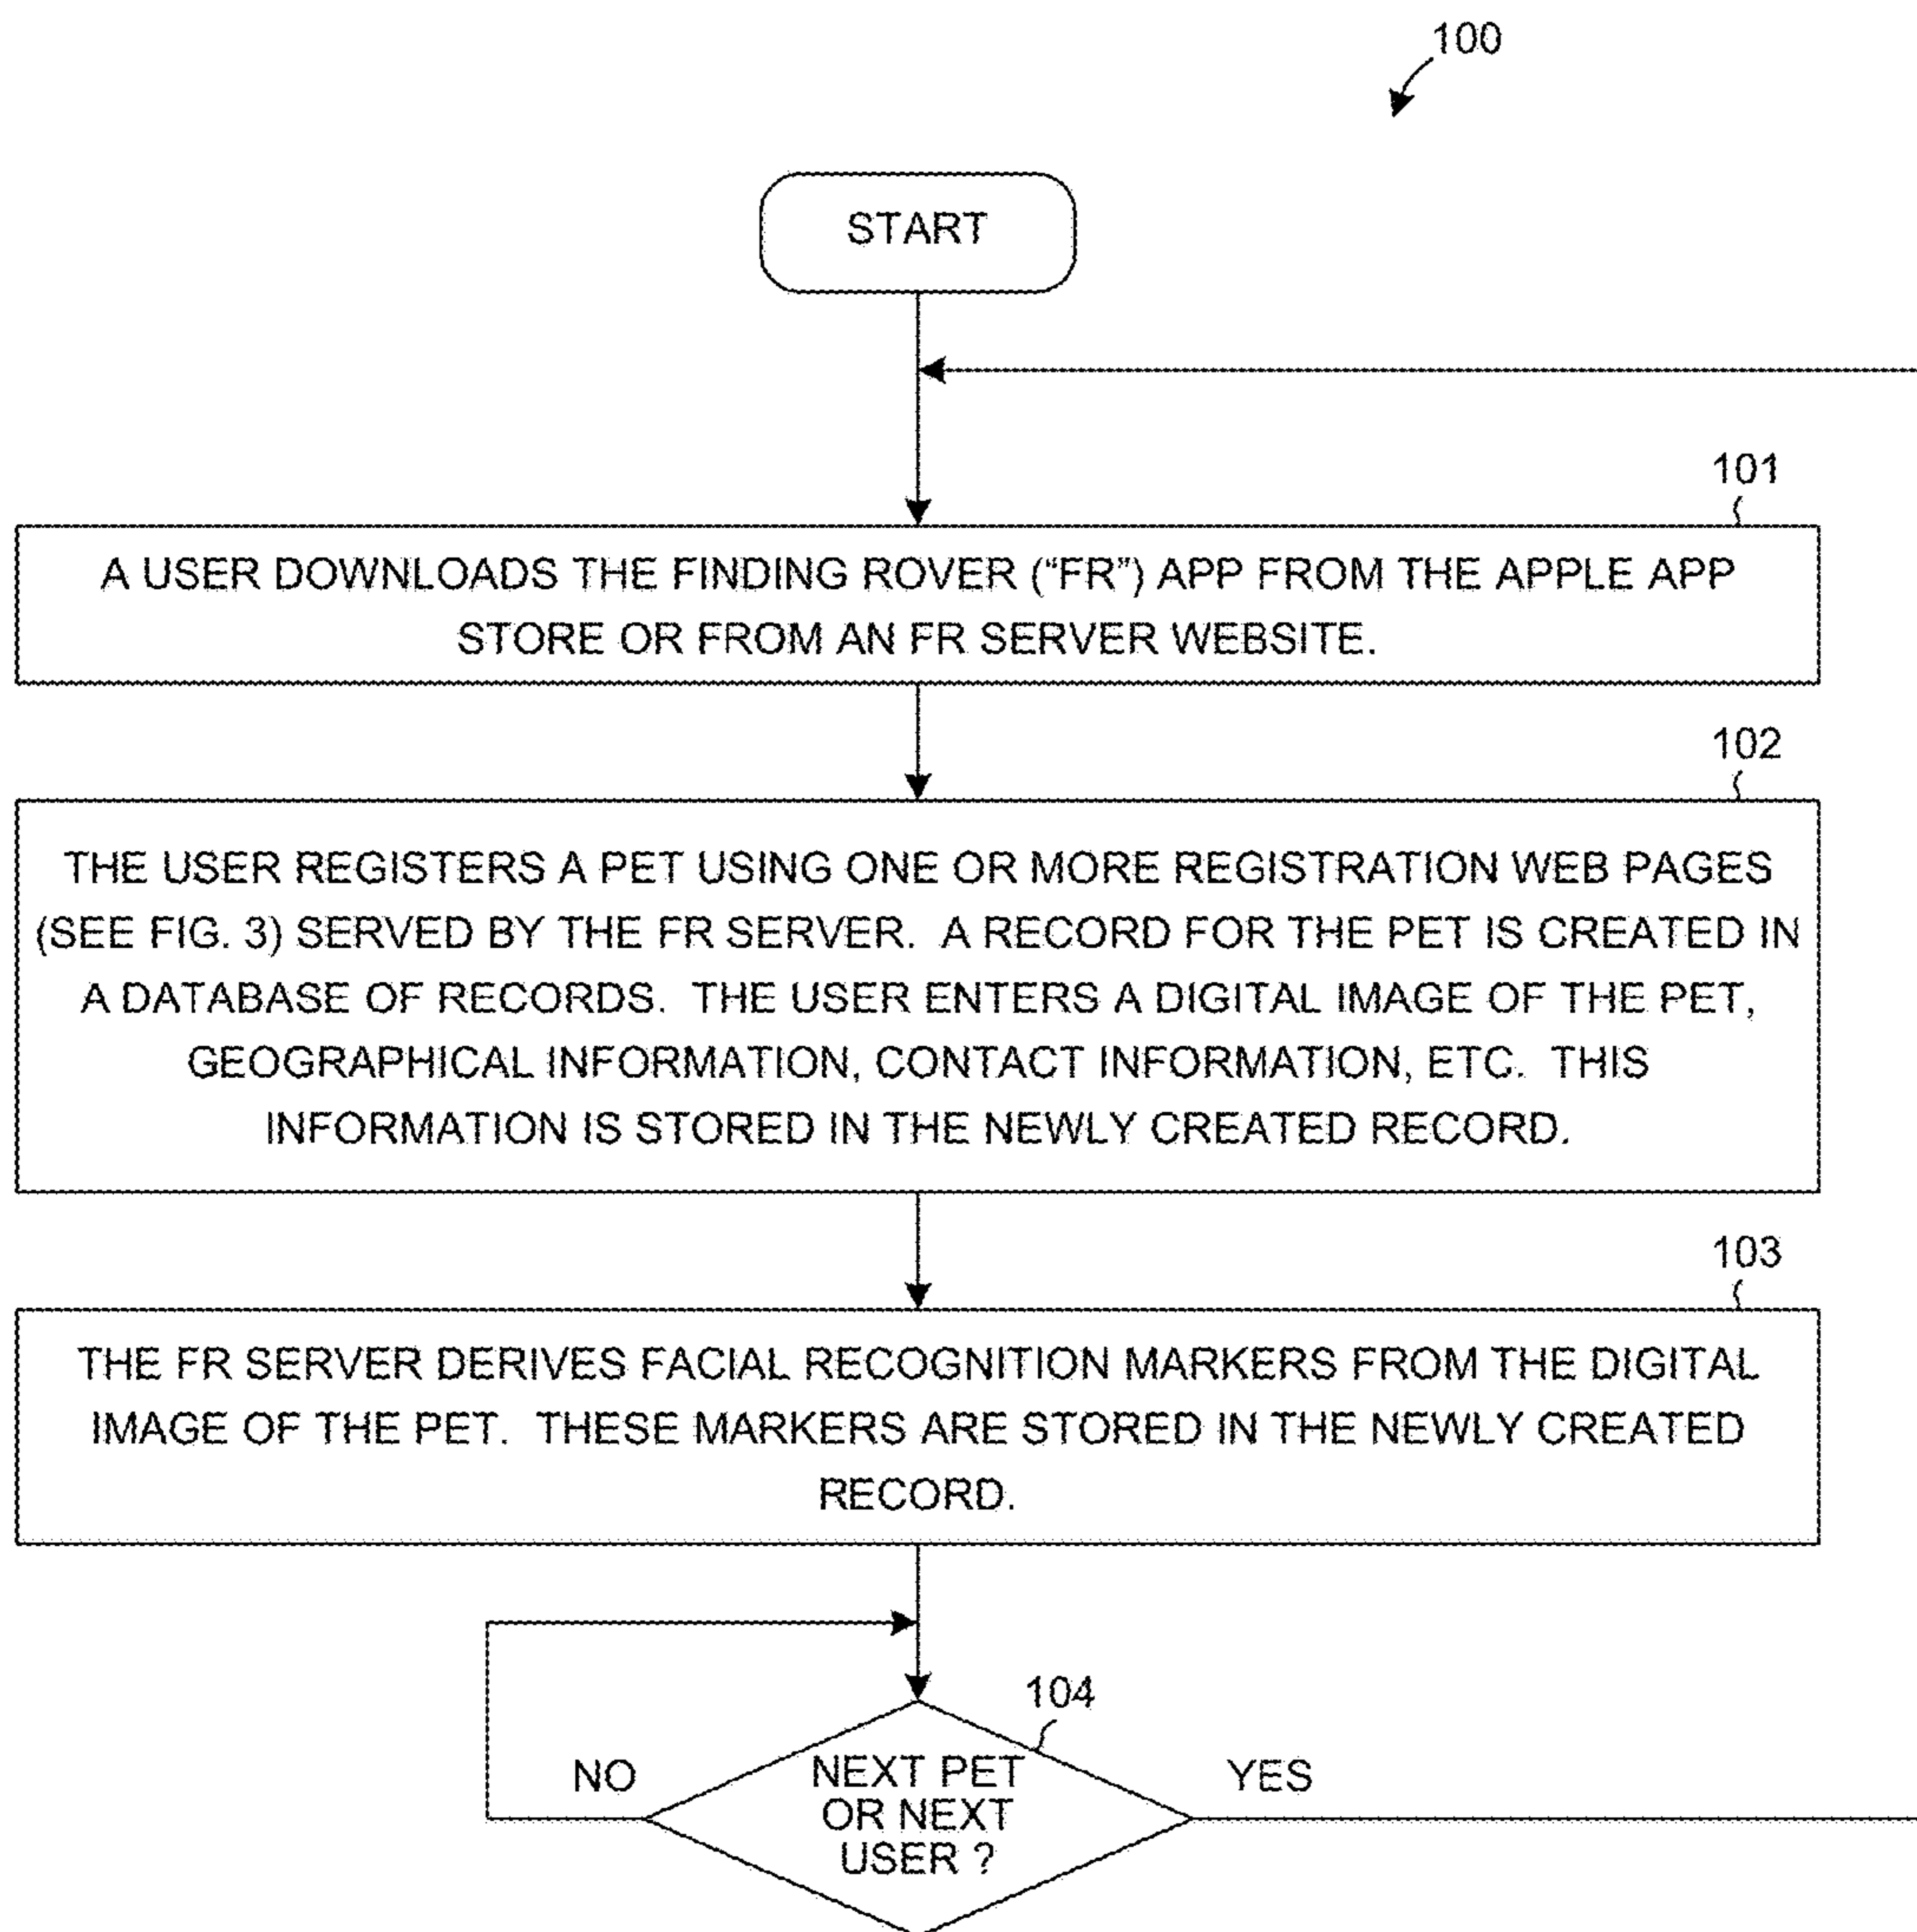 100
START
101
A USER DOWNLOADS THE FINDING ROVER (“FR”) APP FROM THE APPLE APP
STORE OR FROM AN FR SERVER WEBSITE.
102
THE USER REGISTERS A PET USING ONE OR MORE REGISTRATION WEB PAGES
(SEE FIG. 3) SERVED BY THE FR SERVER. A RECORD FOR THE PET IS CREATED IN
A DATABASE OF RECORDS. THE USER ENTERS A DIGITAL IMAGE OF THE PET,
GEOGRAPHICAL INFORMATION, CONTACT INFORMATION, ETC. THIS
INFORMATION IS STORED IN THE NEWLY CREATED RECORD.
103
THE FR SERVER DERIVES FACIAL RECOGNITION MARKERS FROM THE DIGITAL
IMAGE OF THE PET. THESE MARKERS ARE STORED IN THE NEWLY CREATED
RECORD.
104
NO
NEXT PET
OR NEXT
USER ?
YES